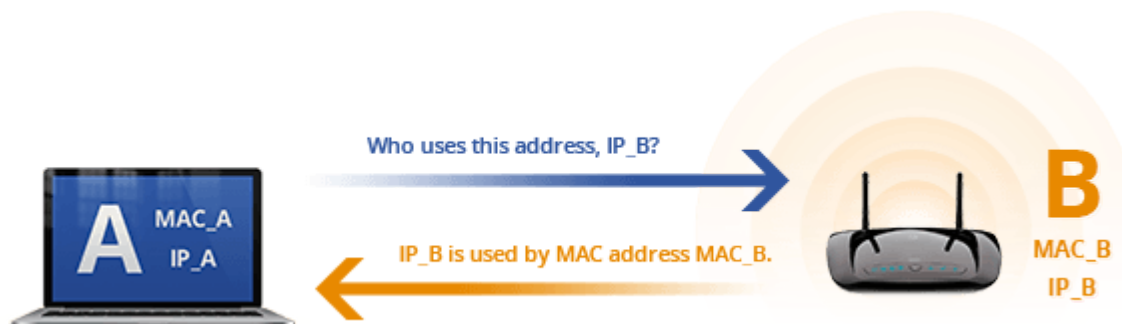 Who uses this address, IP_B?
A
MAC_A
IP_A
IP_B is used by MAC address MAC_B.
B
MAC_B
IP_B